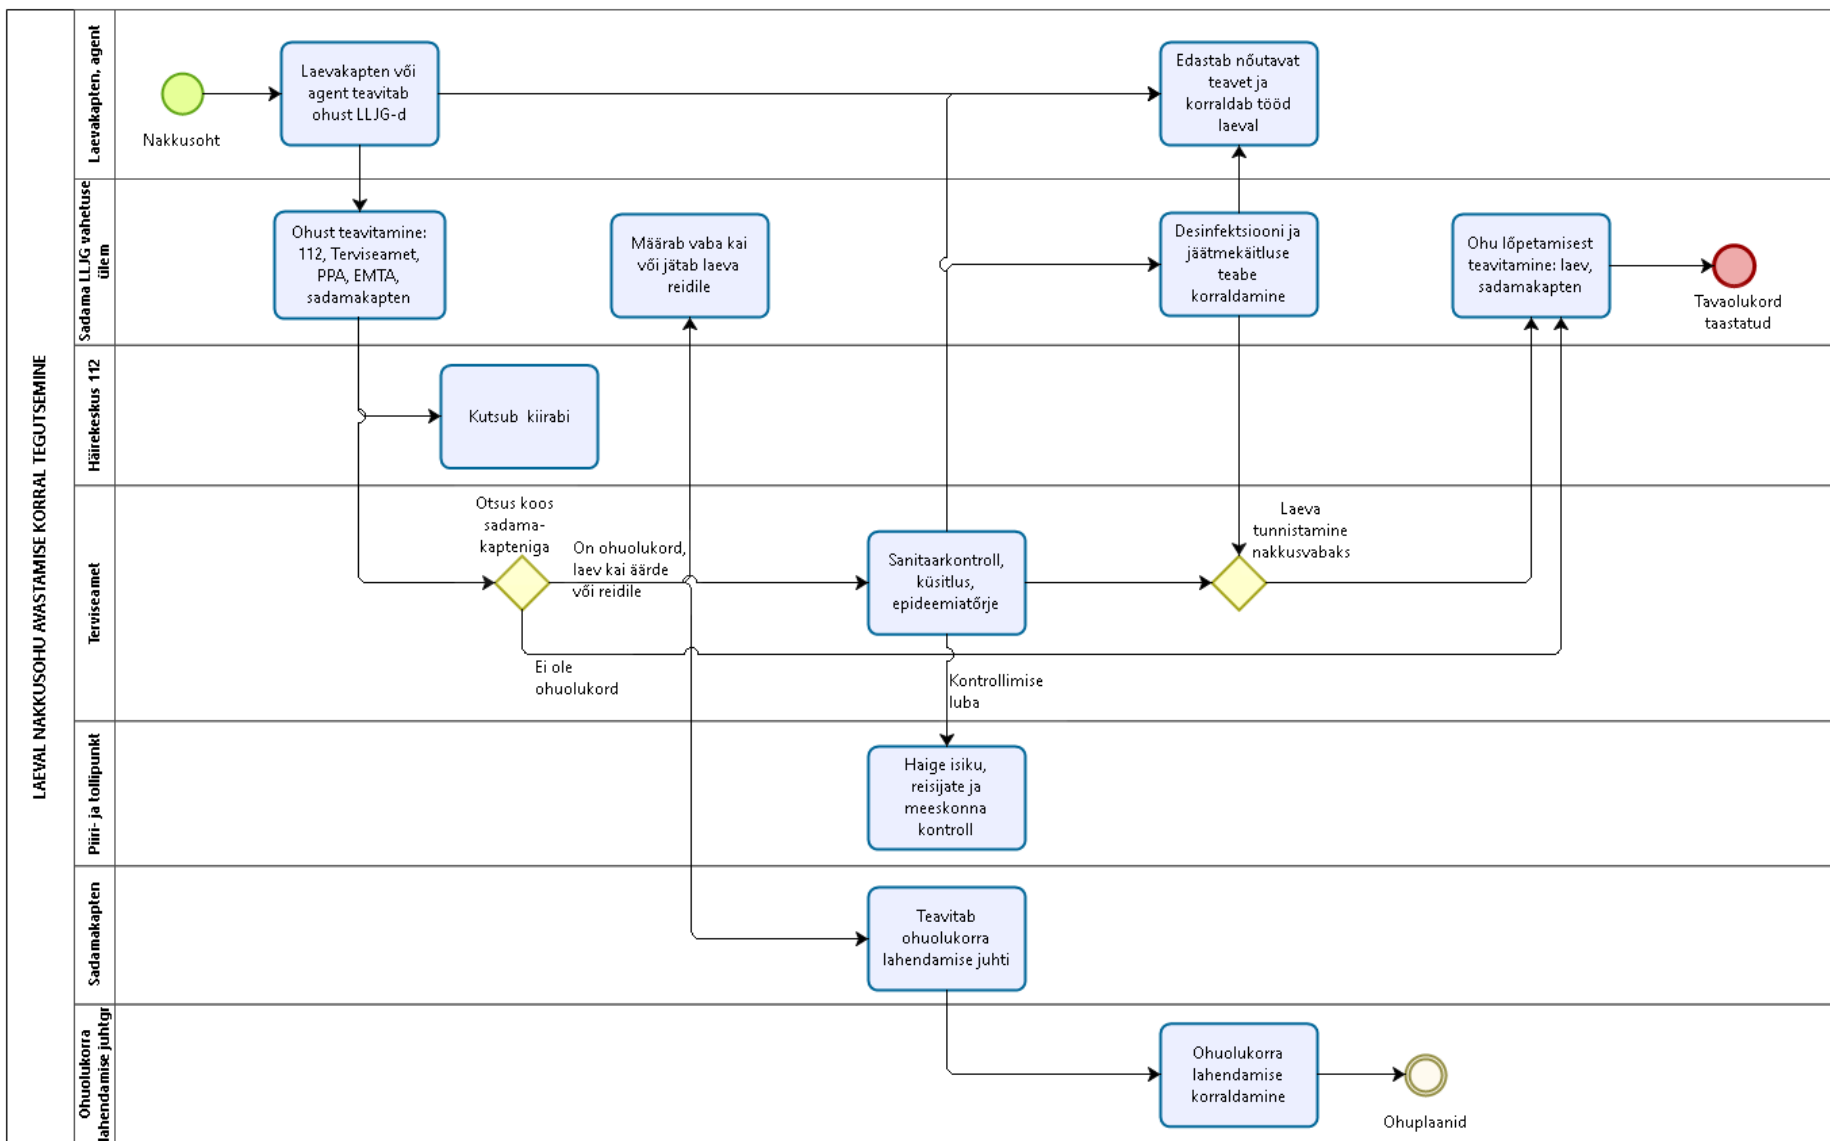 LAEVAL NAKKUSOHU AVASTAMISE KORRAL TEGUTSEMINE
Laevakapten, agent
Nakkusoht
Laevakapten või
agent teavitab
ohust LLJG-d
Edastab nõutavat
teavet ja
korraldab tööd
laeval
Sadama LLJG vahetuse
ülem
Ohust teavitamine:
112, Terviseamet,
PPA, EMTA,
sadamakapten
Määrab vaba kai
või jätab laeva
reidile
Desinfektsiooni ja
jäätmekäitluse
teabe
korraldamine
Ohu lõpetamisest
teavitamine: laev,
sadamakapten
Tavaolukord
taastatud
Häirekeskus 112
Kutsub kiirabi
Terviseamet
Otsus koos
sadama-
kapteniga
On ohuolukord,
laev kai äärde
või reidile
Ei ole
ohuolukord
Sanitaarkontroll,
küsitlus,
epideemiatõrje
Kontrollimise
luba
Laeva
tunnistamine
nakkusvabaks
Piiri- ja tollipunkt
Haige isiku,
reisijate ja
meeskonna
kontroll
Sadamakapten
Teavitab
ohuolukorra
lahendamise juhti
Ohuolukorra
lahendamise juhtgr
Ohuolukorra
lahendamise
korraldamine
Ohuplaanid